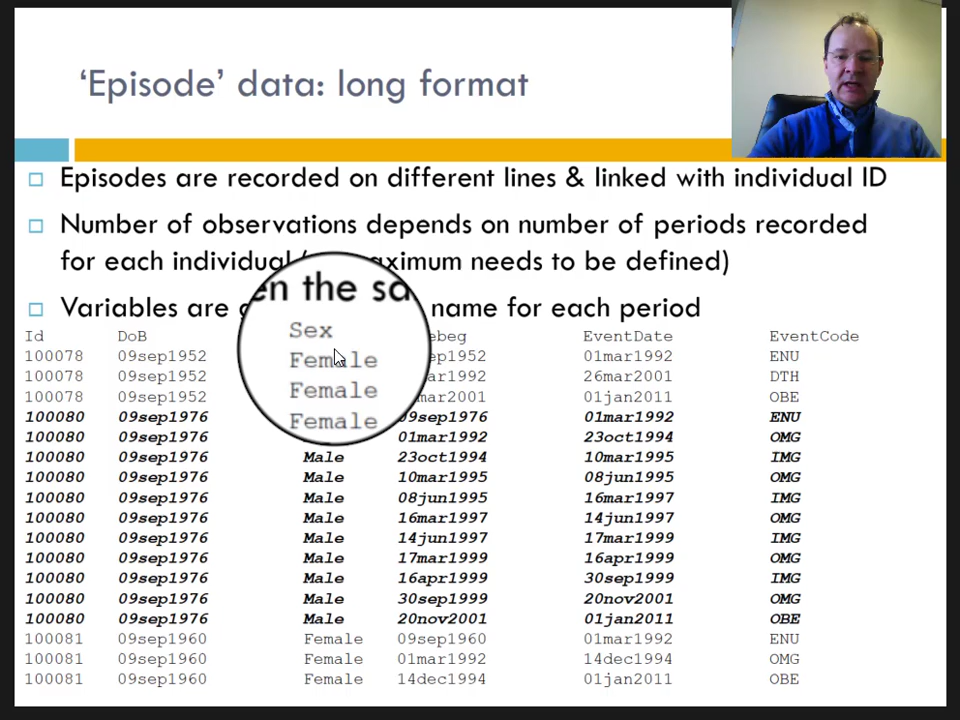 ‘Episode’ data: long format
Episodes are recorded on different lines & linked with individual ID
Number of observations depends on number of periods recorded
for each individual maximum needs to be defined)
Variables are en the sa name for each period
Id DoB Sex ebeg EventDate EventCode
100078 09sep1952 Female ep1952 01mar1992 ENU
100078 09sep1952 Female ar1992 26mar2001 DTH
100078 09sep1952 Female mar2001 01jan2011 OBE
100080 09sep1976 09sep1976 01mar1992 ENU
100080 09sep1976 01mar1992 23oct1994 OMG
100080 09sep1976 Male 23oct1994 10mar1995 IMG
100080 09sep1976 Male 10mar1995 08jun1995 OMG
100080 09sep1976 Male 08jun1995 16mar1997 IMG
100080 09sep1976 Male 16mar1997 14jun1997 OMG
100080 09sep1976 Male 14jun1997 17mar1999 IMG
100080 09sep1976 Male 17mar1999 16apr1999 OMG
100080 09sep1976 Male 16apr1999 30sep1999 IMG
100080 09sep1976 Male 30sep1999 20nov2001 OMG
100080 09sep1976 Male 20nov2001 01jan2011 OBE
100081 09sep1960 Female 09sep1960 01mar1992 ENU
100081 09sep1960 Female 01mar1992 14dec1994 OMG
100081 09sep1960 Female 14dec1994 01jan2011 OBE